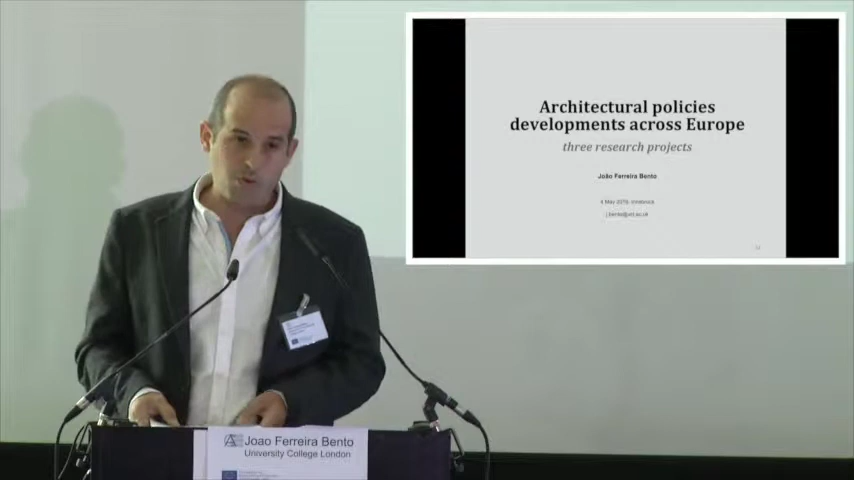 Architectural policies
developments across Europe
three research projects
João Ferreira Bento
Joao Ferreira Bento
University College London